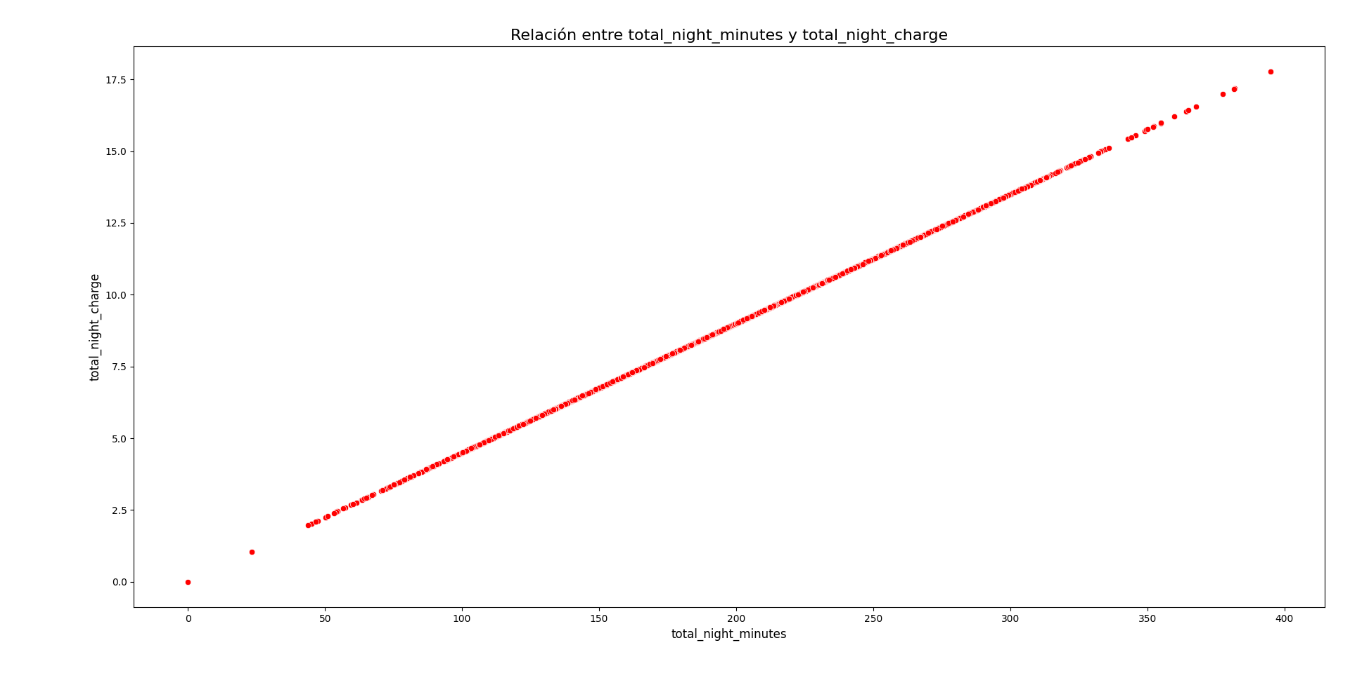 Relación entre total_night_minutes y total_night_charge
17.5
15.0
12.5
10.0
7.5
5.0
2.5
0.0
total_night_charge
0 50 100 150 200 250 300 350 400
total_night_minutes